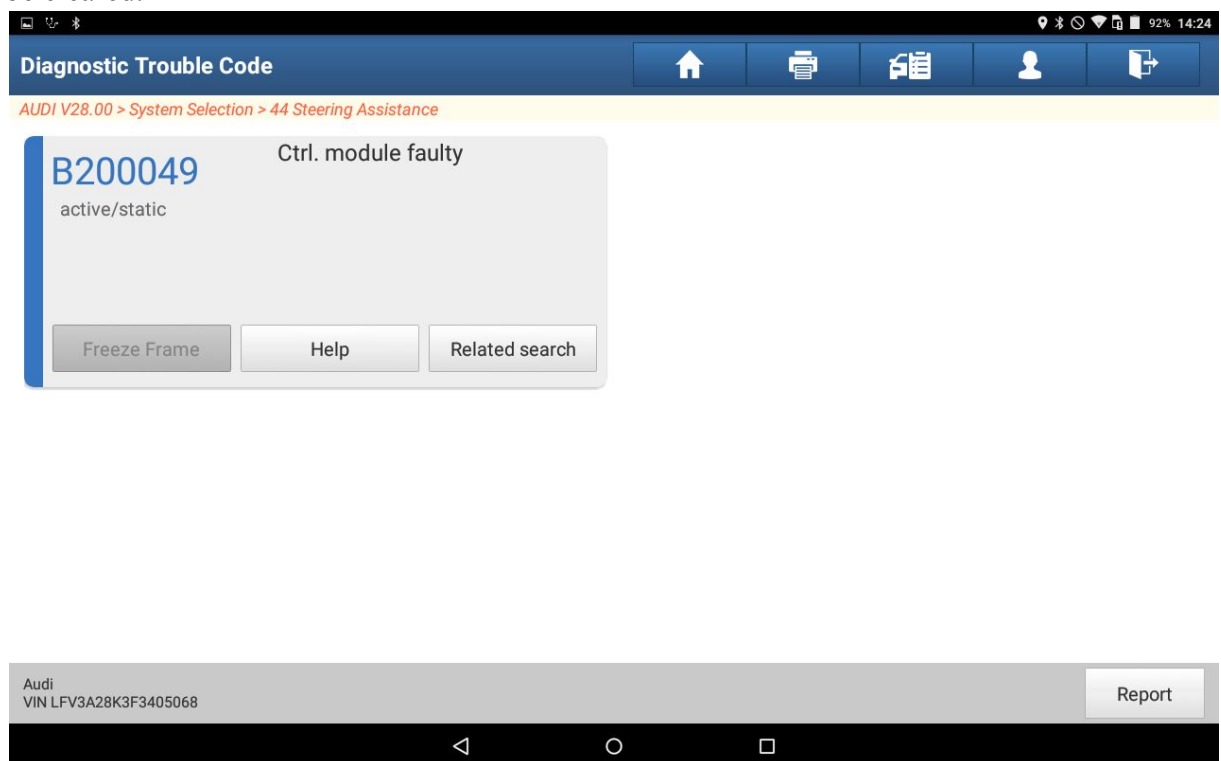 92% 14:24
Diagnostic Trouble Code
AUDI V28.00 > System Selection > 44 Steering Assistance
B200049
Ctrl. module faulty
active/static
Freeze Frame
Help
Related search
Audi
VIN LFV3A28K3F3405068
Report